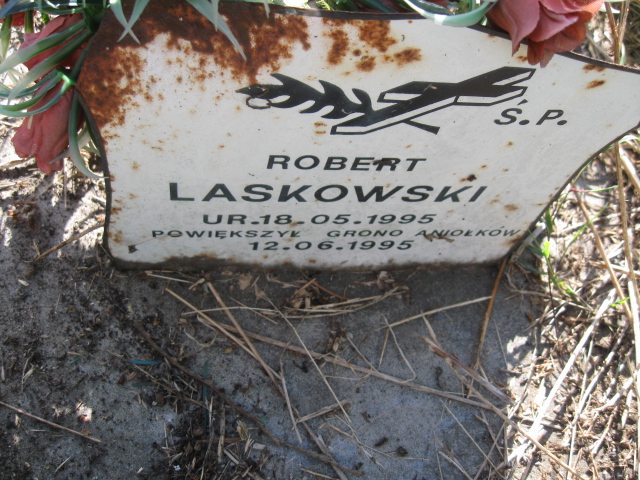 Ś.P.
ROBERT
LASKOWSKI
UR.18.05.1995
POWIĘKSZYŁ GRONO ANIOŁKÓW
12.06.1995